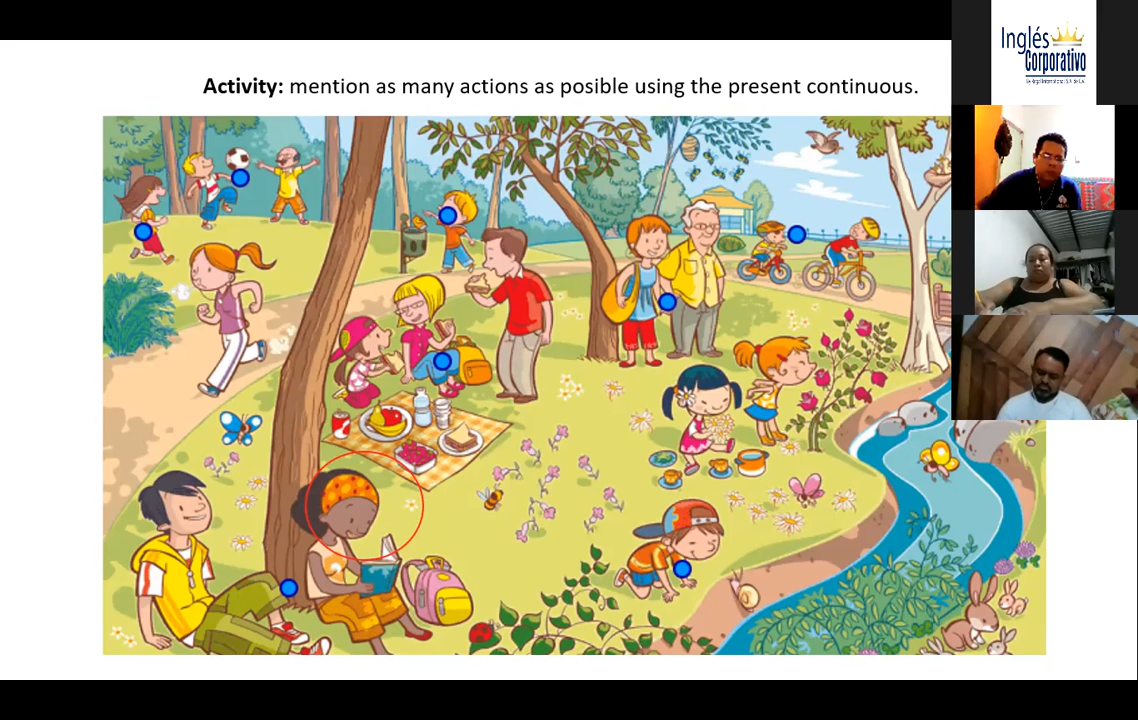 Activity: mention as many actions as posible using the present continuous.
Inglés
Corporativo